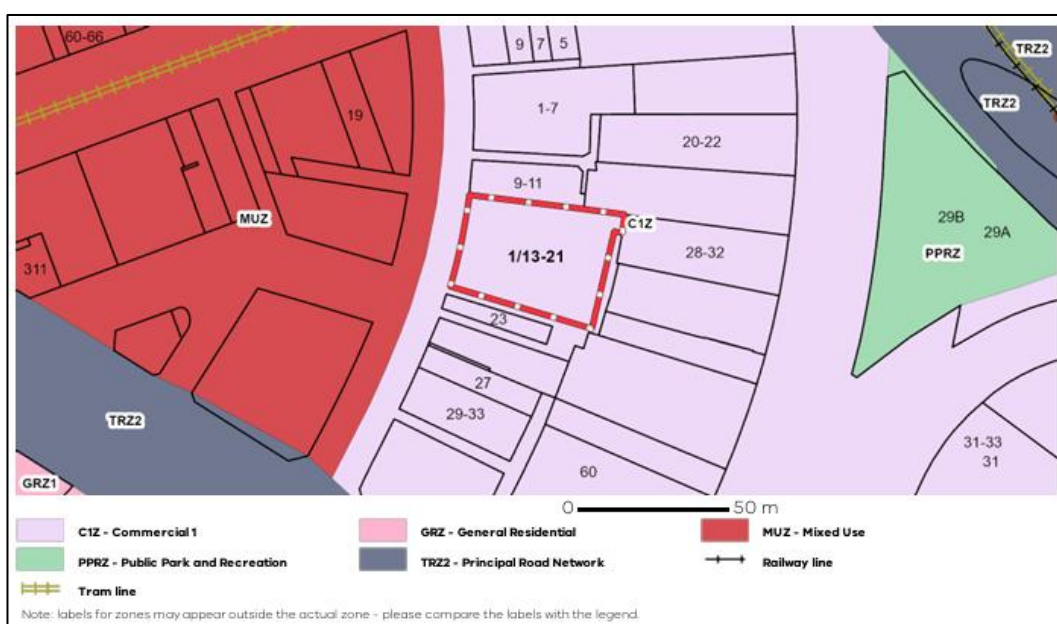 60-66
9 7 5
TRZ2
1-7
19
TRZ2
20-22
9-11
MUZ
C1Z
29B
29A
1/13-21
28-32
PPRZ
311
23
27
TRZ2
29-33
31-33
31
60
GRZ1
0 50 m
C1Z - Commercial 1
GRZ - General Residential
MUZ - Mixed Use
PPRZ - Public Park and Recreation
TRZ2 - Principal Road Network
Railway line
Tram line
Note: labels for zones may appear outside the actual zone - please compare the labels with the legend.